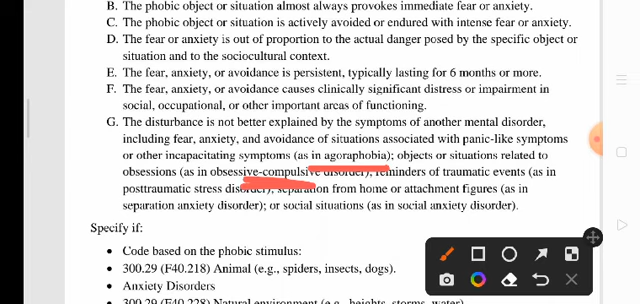 B. The phobic object or situation almost always provokes immediate fear or anxiety.
C. The phobic object or situation is actively avoided or endured with intense fear or anxiety.
D. The fear or anxiety is out of proportion to the actual danger posed by the specific object or
situation and to the sociocultural context.
E. The fear, anxiety, or avoidance is persistent, typically lasting for 6 months or more.
F. The fear, anxiety, or avoidance causes clinically significant distress or impairment in
social, occupational, or other important areas of functioning.
G. The disturbance is not better explained by the symptoms of another mental disorder,
including fear, anxiety, and avoidance of situations associated with panic-like symptoms
or other incapacitating symptoms (as in agoraphobia); objects or situations related to
obsessions (as in obsessive-compulsive disorder); reminders of traumatic events (as in
posttraumatic stress disorder); separation from home or attachment figures (as in
separation anxiety disorder); or social situations (as in social anxiety disorder).
Specify if:
• Code based on the phobic stimulus:
• 300.29 (F40.218) Animal (e.g., spiders, insects, dogs).
• Anxiety Disorders
• 300.29 (F40.228) Natural environment (e.g., heights, storms, water).